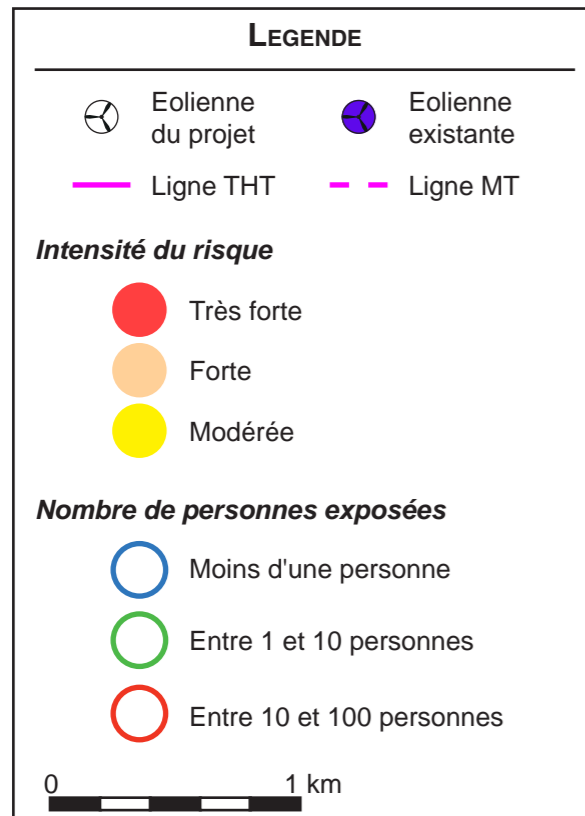 LEGENDE
Eolienne
du projet
Eolienne
existante
Ligne THT
Ligne MT
Intensité du risque
Très forte
Forte
Modérée
Nombre de personnes exposées
Moins d'une personne
Entre 1 et 10 personnes
Entre 10 et 100 personnes
0 1 km